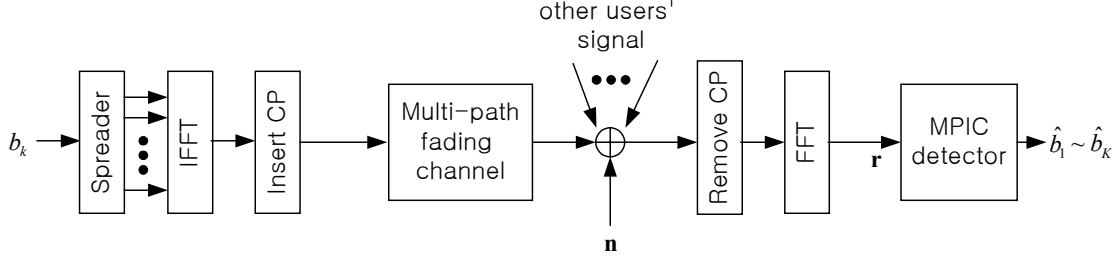 other users'
signal
b_k
Spreader
IFFT
Insert CP
Multi-path
fading
channel
n
Remove CP
FFT
r
MPIC
detector
b̂_1 ~ b̂_K